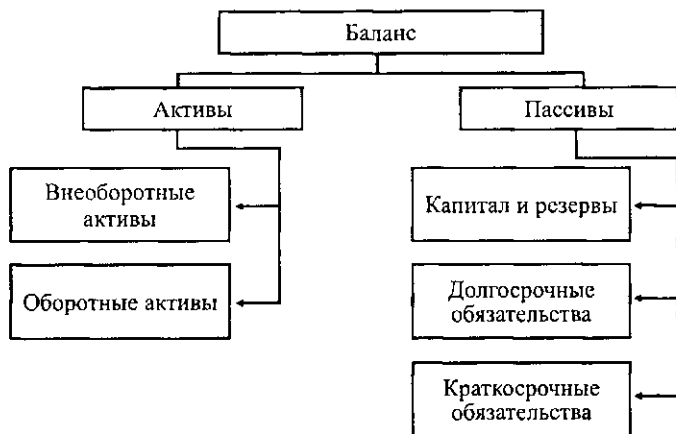 Баланс
Активы
Пассивы
Внеоборотные
активы
Капитал и резервы
Оборотные активы
Долгосрочные
обязательства
Краткосрочные
обязательства